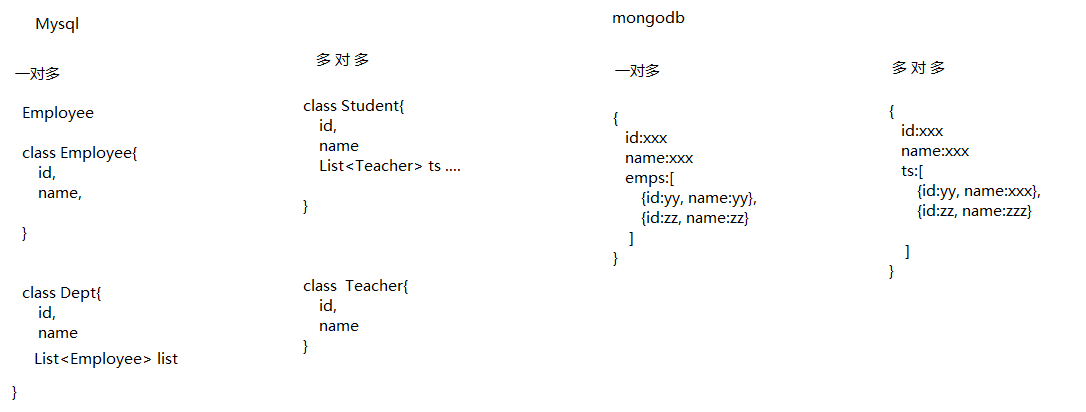 Mysql
一对多
Employee
class Employee{
id,
name,
}
class Dept{
id,
name
List<Employee> list
}
多 对 多
class Student{
id,
name
List<Teacher> ts ....
}
class  Teacher{
id,
name
}
mongodb
一对多
{
id:xxx
name:xxx
emps:[
{id:yy, name:yy},
{id:zz, name:zz}
]
}
多 对 多
{
id:xxx
name:xxx
ts:[
{id:yy, name:xxx},
{id:zz, name:zzz}
]
}